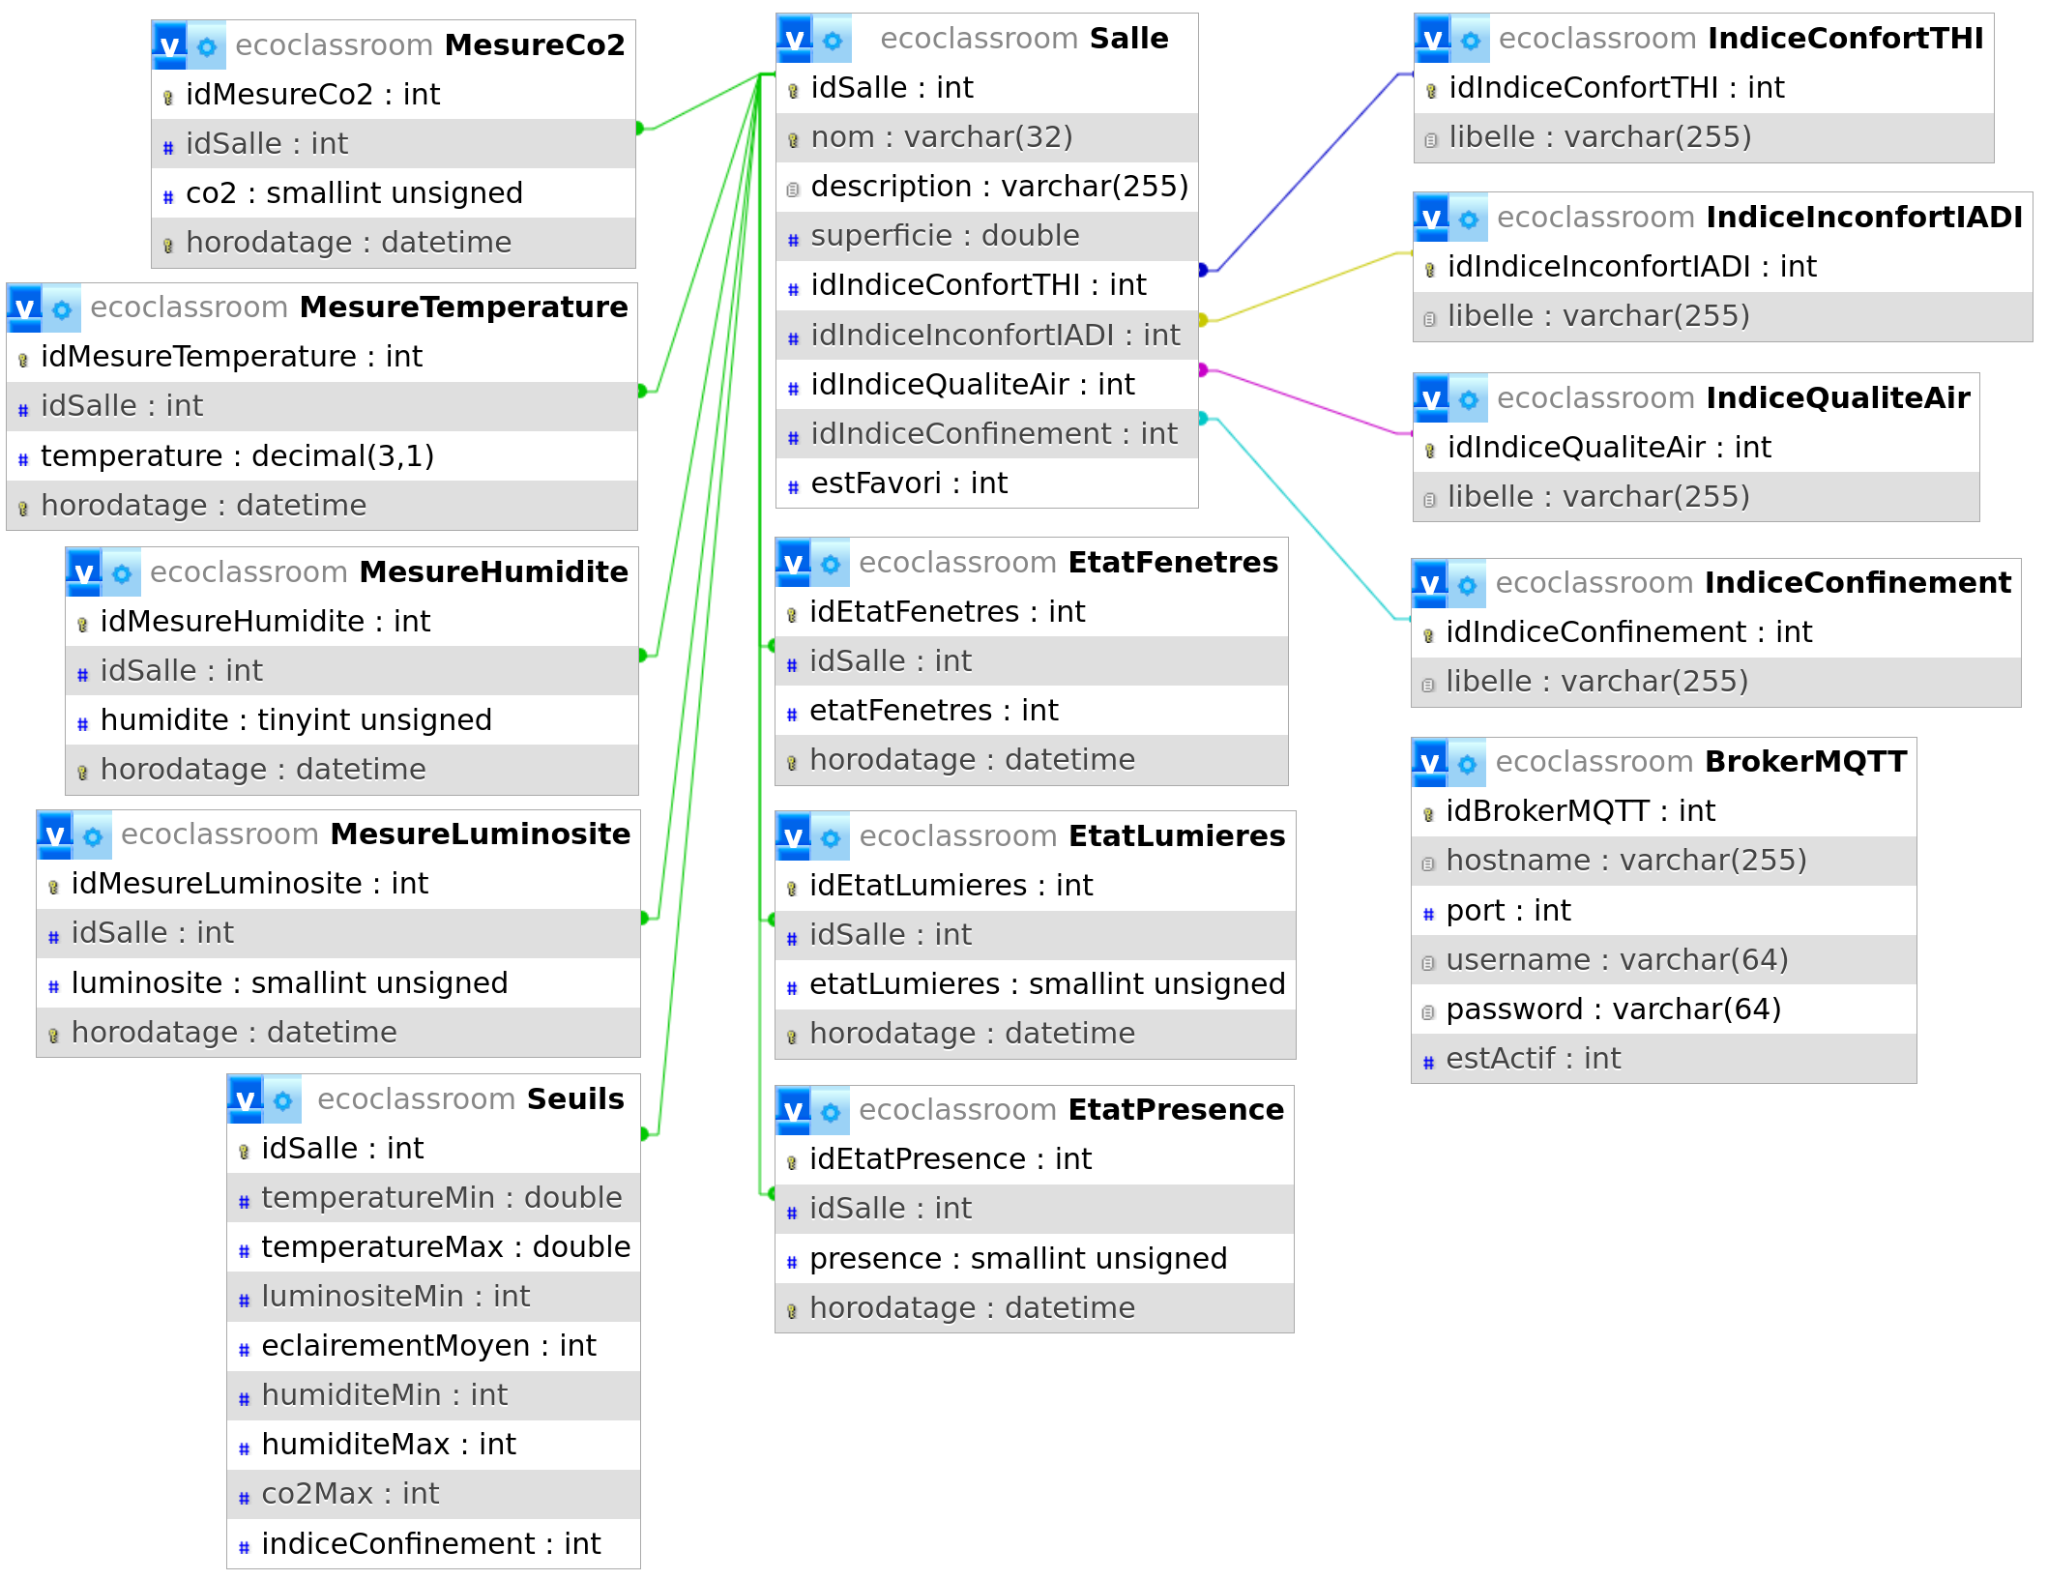 ecoclassroom MesureCo2
idMesureCo2 : int
idSalle : int
co2 : smallint unsigned
horodatage : datetime
ecoclassroom MesureTemperature
idMesureTemperature : int
idSalle : int
temperature : decimal(3,1)
horodatage : datetime
ecoclassroom MesureHumidite
idMesureHumidite : int
idSalle : int
humidite : tinyint unsigned
horodatage : datetime
ecoclassroom MesureLuminosite
idMesureLuminosite : int
idSalle : int
luminosite : smallint unsigned
horodatage : datetime
ecoclassroom Seuils
idSalle : int
temperatureMin : double
temperatureMax : double
luminositeMin : int
eclairementMoyen : int
humiditeMin : int
humiditeMax : int
co2Max : int
indiceConfinement : int
ecoclassroom Salle
idSalle : int
nom : varchar(32)
description : varchar(255)
superficie : double
idIndiceConfortTHI : int
idIndiceInconfortIADI : int
idIndiceQualiteAir : int
idIndiceConfinement : int
estFavori : int
ecoclassroom EtatFenetres
idEtatFenetres : int
idSalle : int
etatFenetres : int
horodatage : datetime
ecoclassroom EtatLumieres
idEtatLumieres : int
idSalle : int
etatLumieres : smallint unsigned
horodatage : datetime
ecoclassroom EtatPresence
idEtatPresence : int
idSalle : int
presence : smallint unsigned
horodatage : datetime
ecoclassroom IndiceConfortTHI
idIndiceConfortTHI : int
libelle : varchar(255)
ecoclassroom IndiceInconfortIADI
idIndiceInconfortIADI : int
libelle : varchar(255)
ecoclassroom IndiceQualiteAir
idIndiceQualiteAir : int
libelle : varchar(255)
ecoclassroom IndiceConfinement
idIndiceConfinement : int
libelle : varchar(255)
ecoclassroom BrokerMQTT
idBrokerMQTT : int
hostname : varchar(255)
port : int
username : varchar(64)
password : varchar(64)
estActif : int